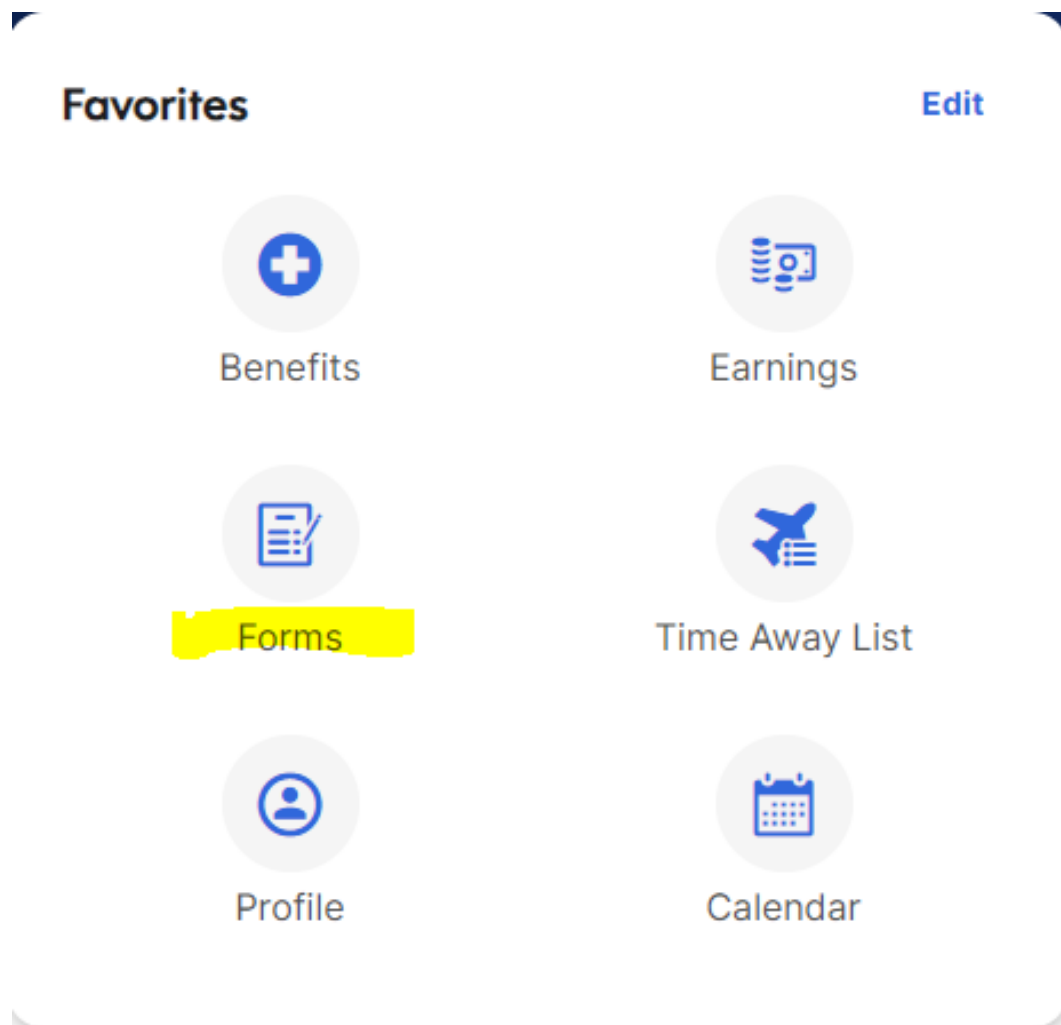 Favorites
Edit
Benefits
Earnings
Forms
Time Away List
Profile
Calendar